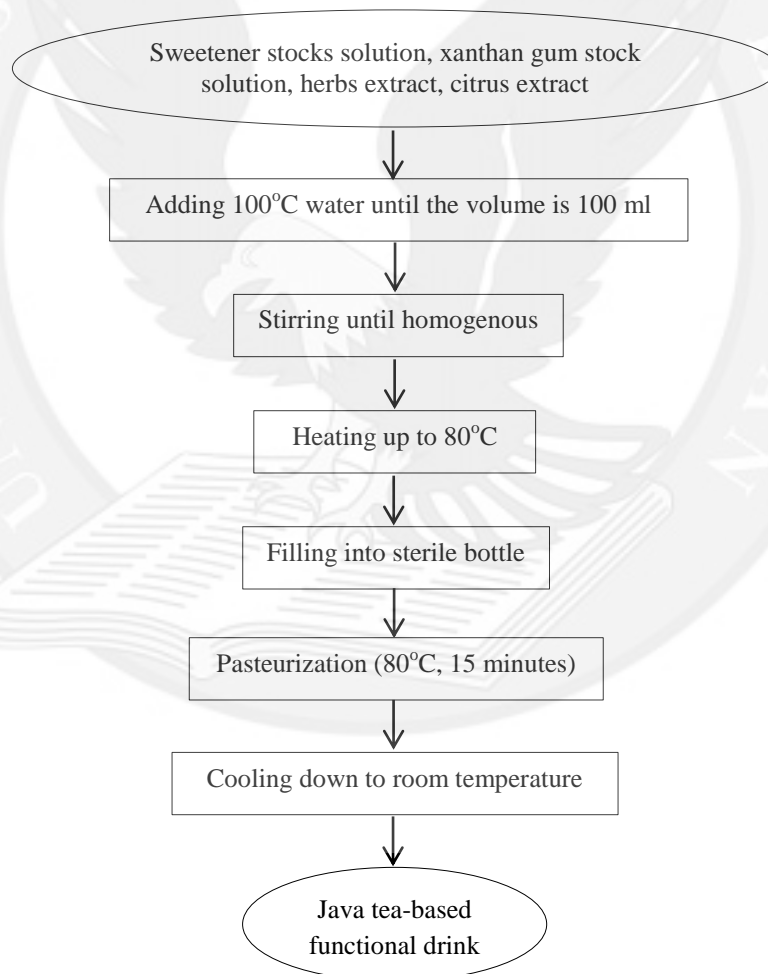 Sweetener stocks solution, xanthan gum stock
solution, herbs extract, citrus extract
Adding 100°C water until the volume is 100 ml
Stirring until homogenous
Heating up to 80°C
Filling into sterile bottle
Pasteurization (80°C, 15 minutes)
Cooling down to room temperature
Java tea-based
functional drink